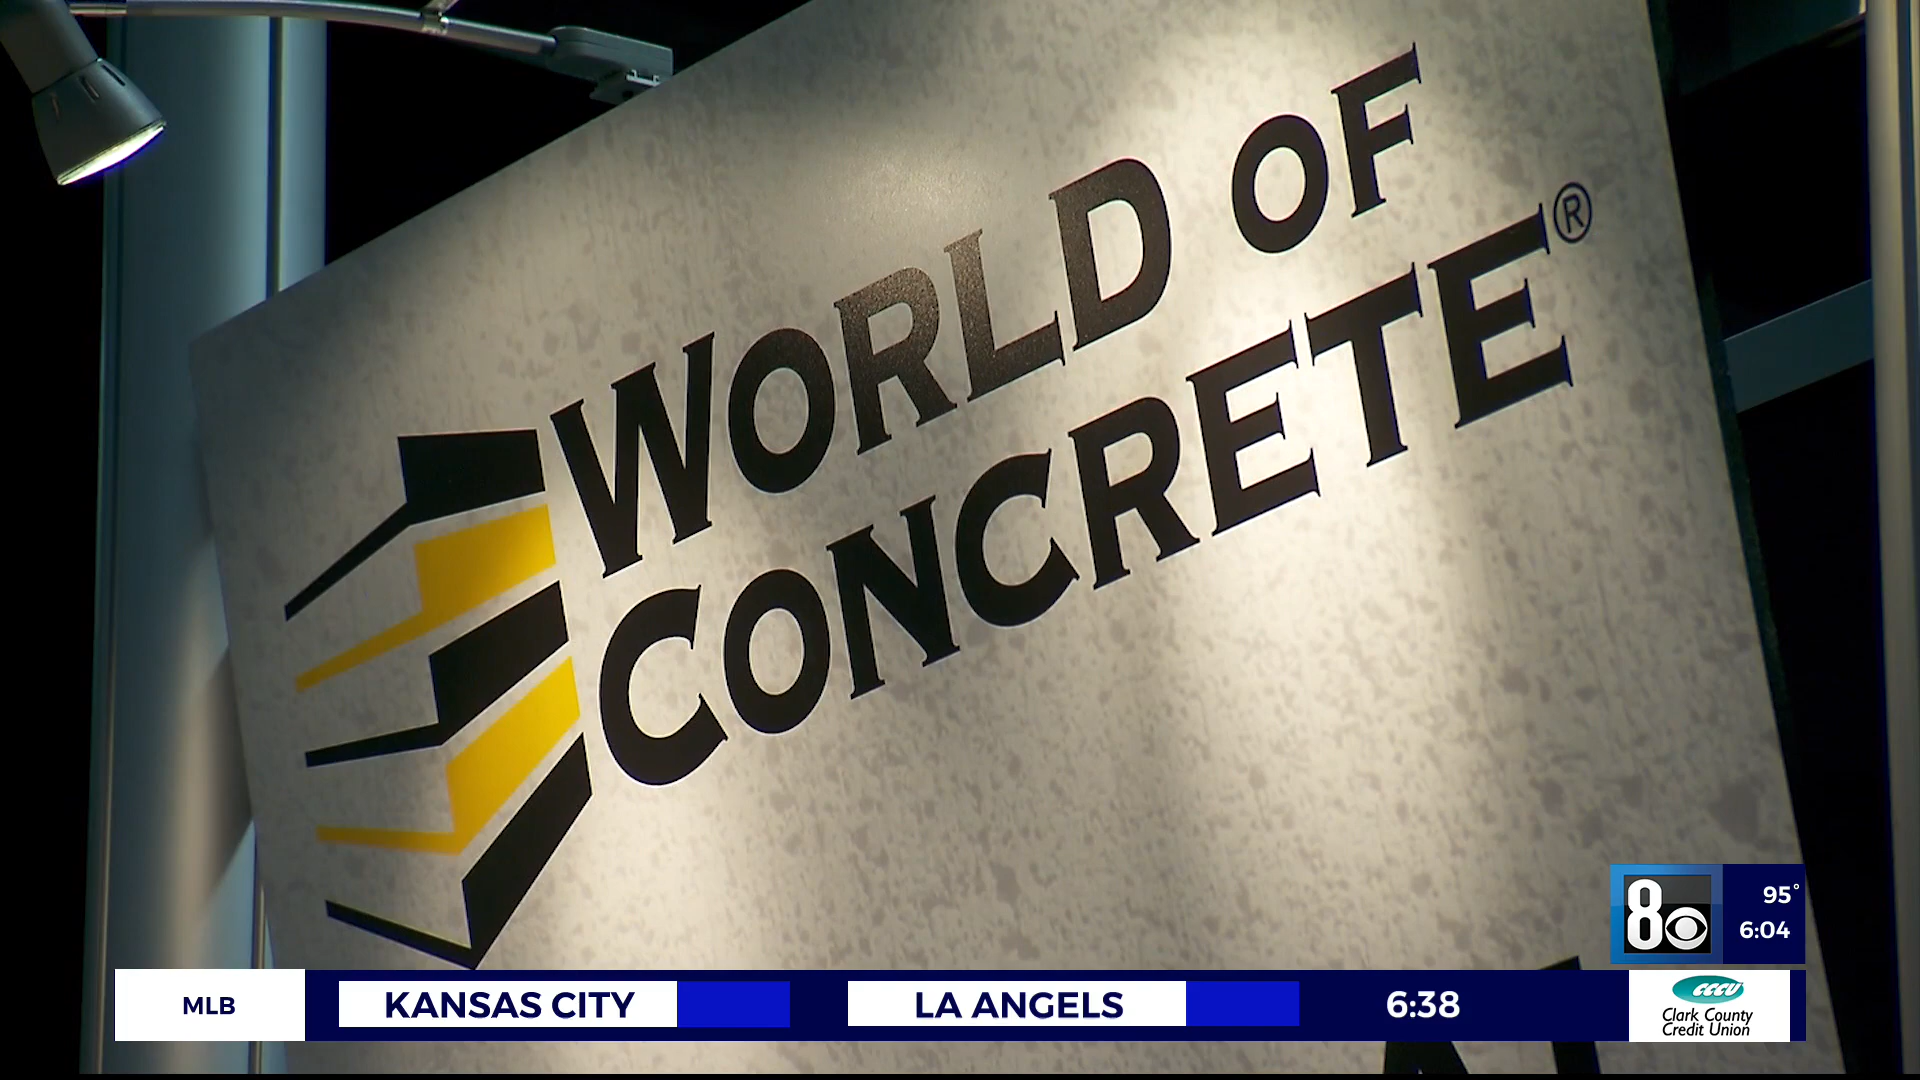 WORLD OF
CONCRETE®
8
95°
6:04
MLB
KANSAS CITY
LA ANGELS
6:38
CCCU
Clark County
Credit Union